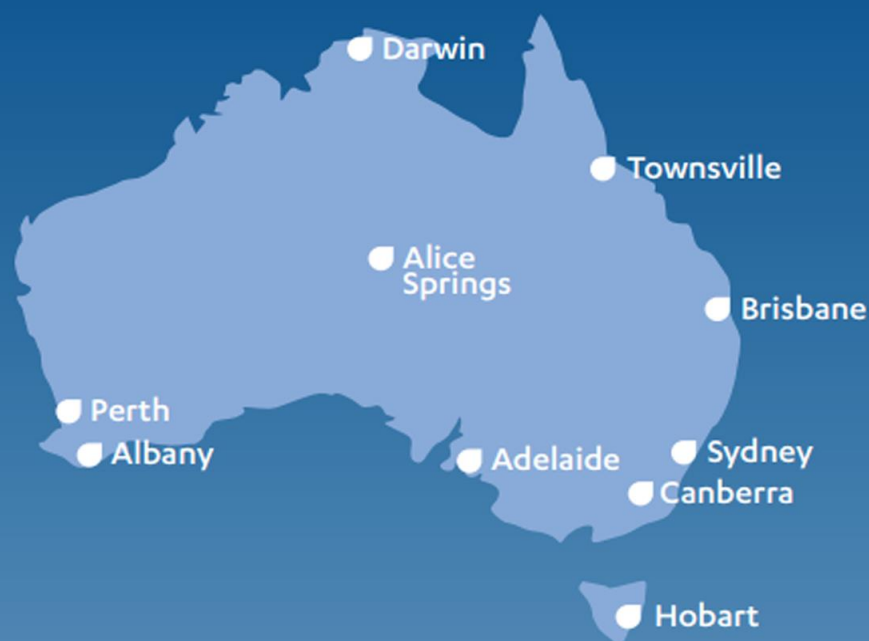 Darwin
Townsville
Alice
Springs
Brisbane
Perth
Albany
Adelaide
Sydney
Canberra
Hobart